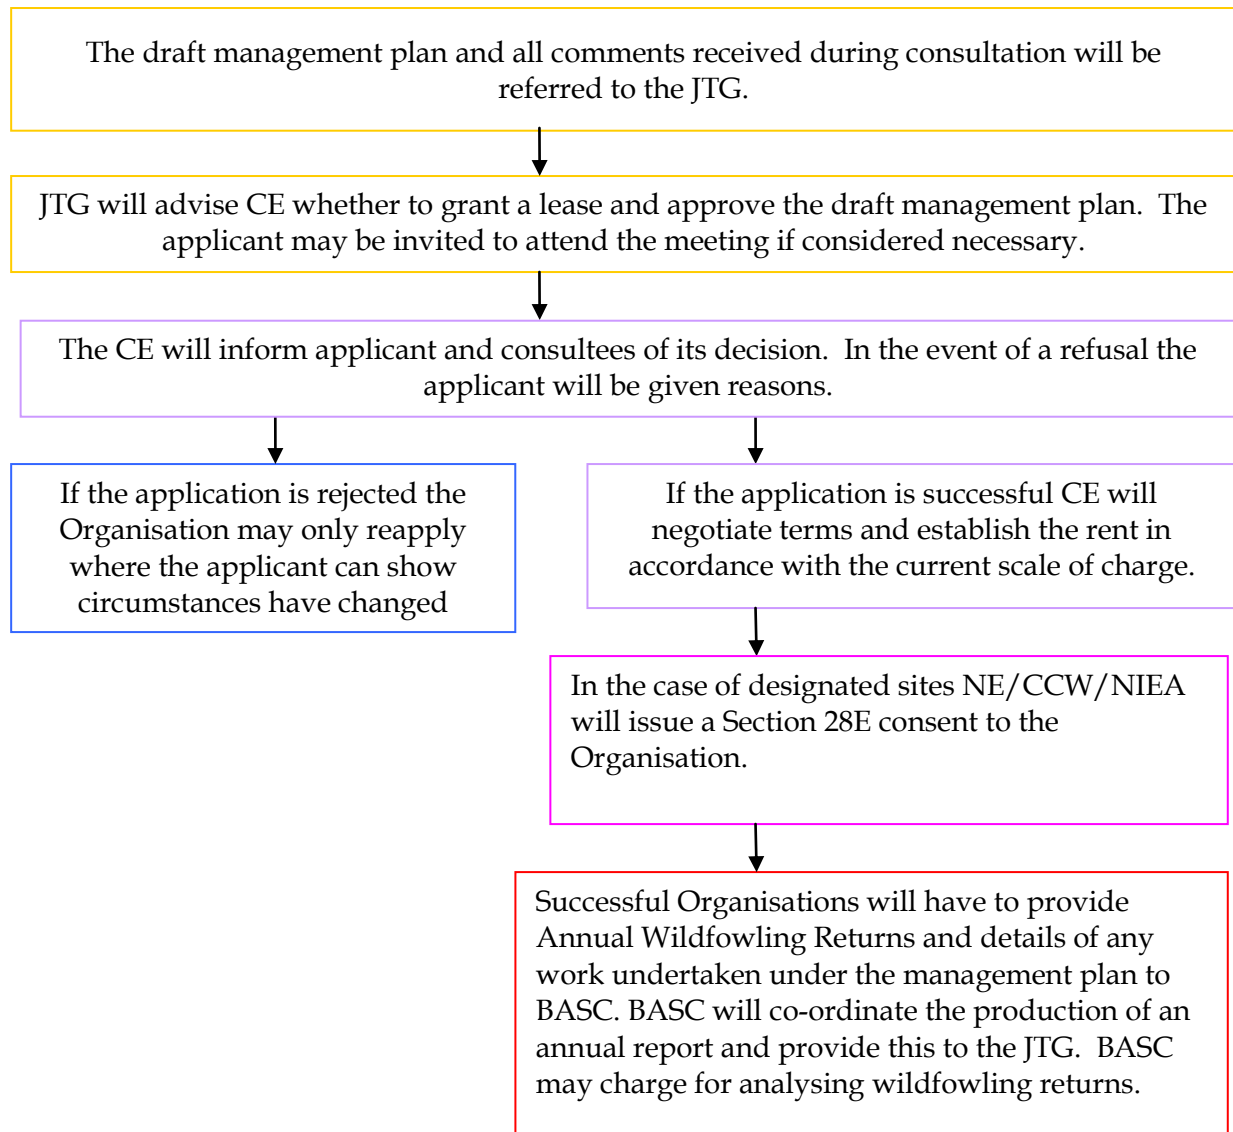 The draft management plan and all comments received during consultation will be
referred to the JTG.
JTG will advise CE whether to grant a lease and approve the draft management plan.  The
applicant may be invited to attend the meeting if considered necessary.
The CE will inform applicant and consultees of its decision.  In the event of a refusal the
applicant will be given reasons.
If the application is rejected the
Organisation may only reapply
where the applicant can show
circumstances have changed
If the application is successful CE will
negotiate terms and establish the rent in
accordance with the current scale of charge.
In the case of designated sites NE/CCW/NIEA
will issue a Section 28E consent to the
Organisation.
Successful Organisations will have to provide
Annual Wildfowling Returns and details of any
work undertaken under the management plan to
BASC. BASC will co-ordinate the production of an
annual report and provide this to the JTG.  BASC
may charge for analysing wildfowling returns.